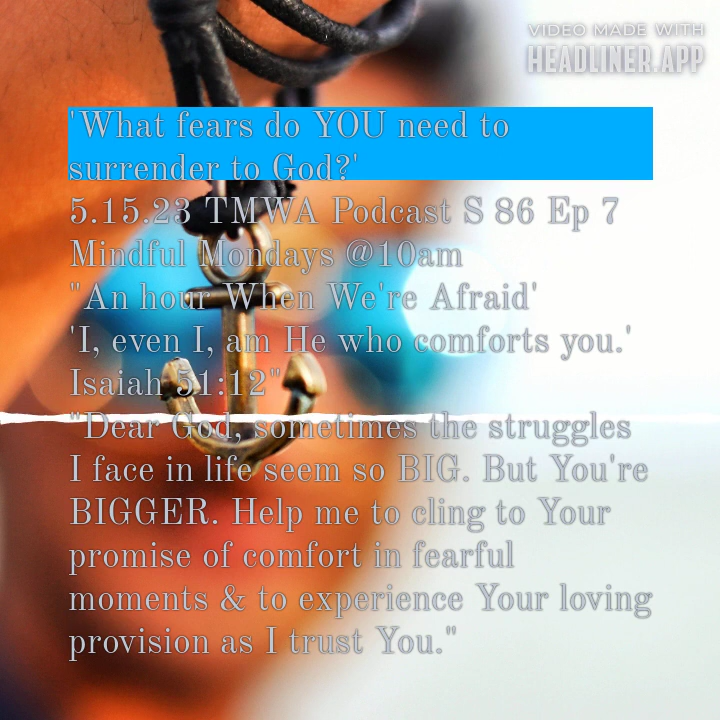 VIDEO MADE WITH
HEADLINER.APP
'What fears do YOU need to
surrender to God?'
5.15.23 TMWA Podcast S 86 Ep 7
Mindful Mondays @10am
"An hour When We're Afraid'
'I, even I, am He who comforts you.'
Isaiah 51:12"
"Dear God, sometimes the struggles
I face in life seem so BIG. But You're
BIGGER. Help me to cling to Your
promise of comfort in fearful
moments & to experience Your loving
provision as I trust You."